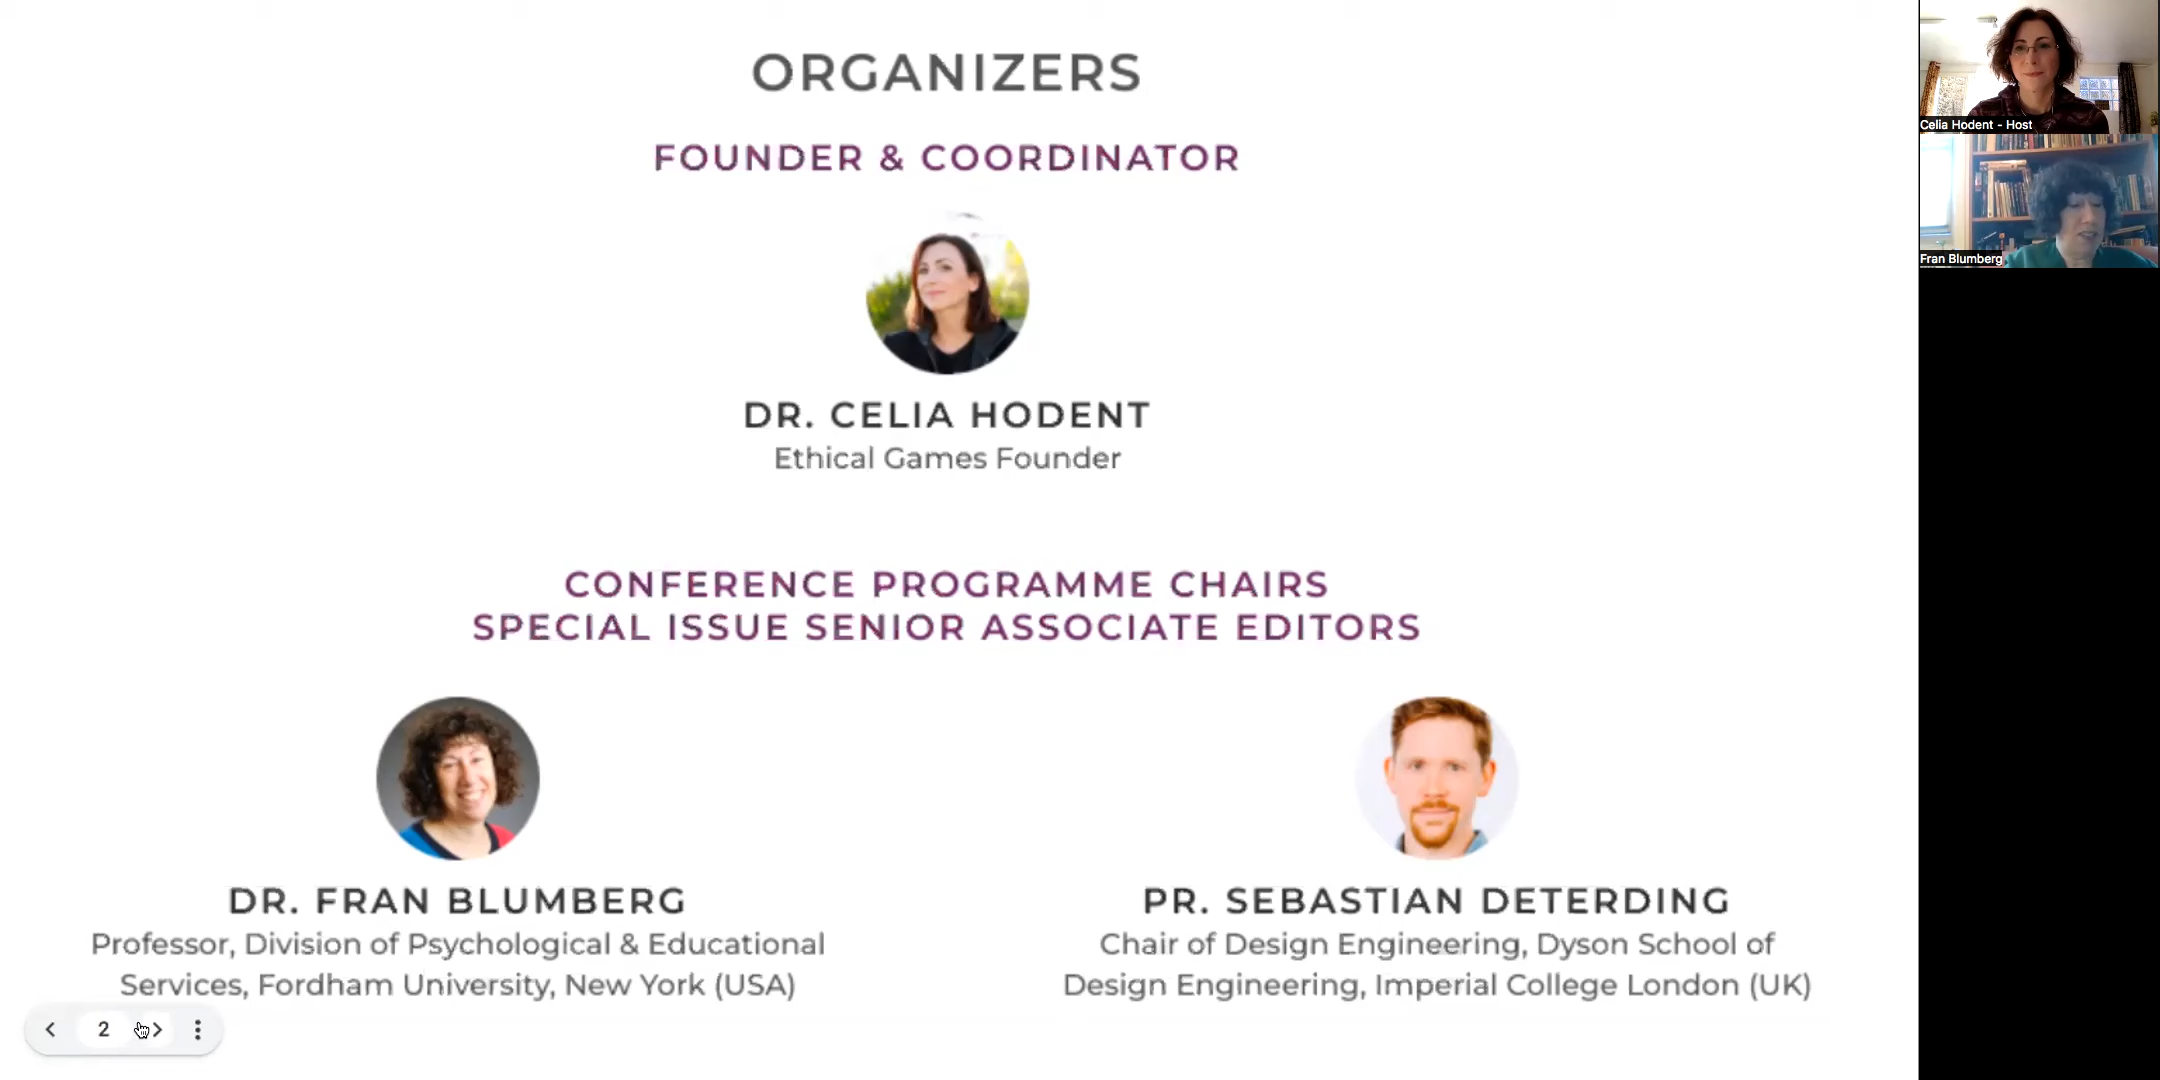 ORGANIZERS
FOUNDER & COORDINATOR
DR. CELIA HODENT
Ethical Games Founder
CONFERENCE PROGRAMME CHAIRS
SPECIAL ISSUE SENIOR ASSOCIATE EDITORS
DR. FRAN BLUMBERG
Professor, Division of Psychological & Educational
Services, Fordham University, New York (USA)
PR. SEBASTIAN DETERDING
Chair of Design Engineering, Dyson School of
Design Engineering, Imperial College London (UK)
2
Celia Hodent - Host
Fran Blumberg